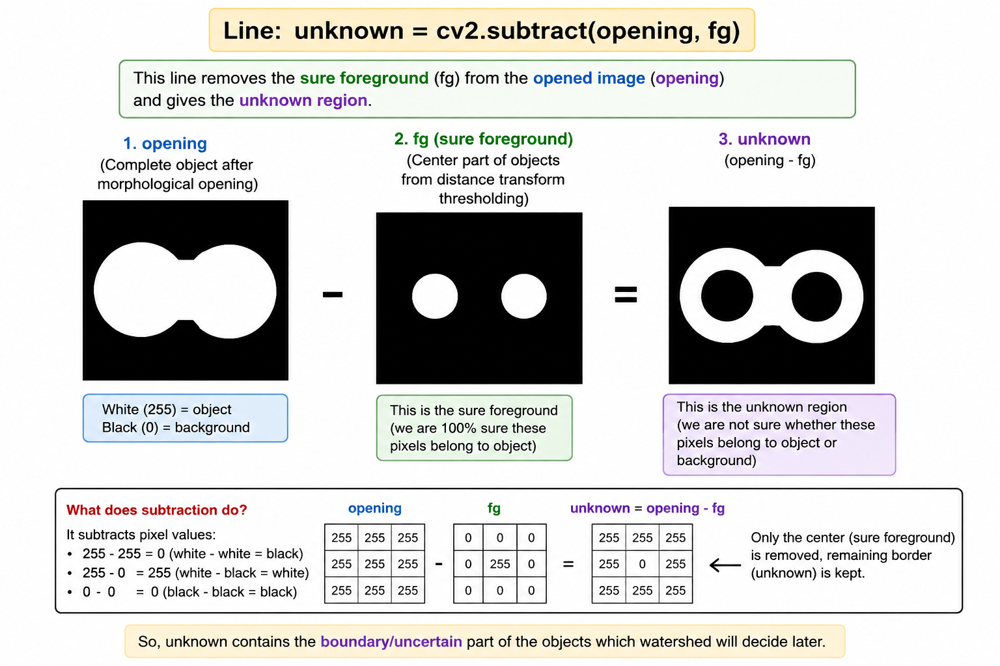 Line: unknown = cv2.subtract(opening, fg)
This line removes the sure foreground (fg) from the opened image (opening)
and gives the unknown region.
1. opening
(Complete object after
morphological opening)
2. fg (sure foreground)
(Center part of objects
from distance transform
thresholding)
3. unknown
(opening - fg)
-
=
White (255) = object
Black (0) = background
This is the sure foreground
(we are 100% sure these
pixels belong to object)
This is the unknown region
(we are not sure whether these
pixels belong to object or
background)
What does subtraction do?
It subtracts pixel values:
• 255 - 255 = 0 (white - white = black)
• 255 - 0 = 255 (white - black = white)
• 0 - 0 = 0 (black - black = black)
opening
255 255 255
255 255 255
255 255 255
-
fg
0 0 0
0 255 0
0 0 0
=
unknown = opening - fg
255 255 255
255 0 255
255 255 255
Only the center (sure foreground)
is removed, remaining border
(unknown) is kept.
So, unknown contains the boundary/uncertain part of the objects which watershed will decide later.